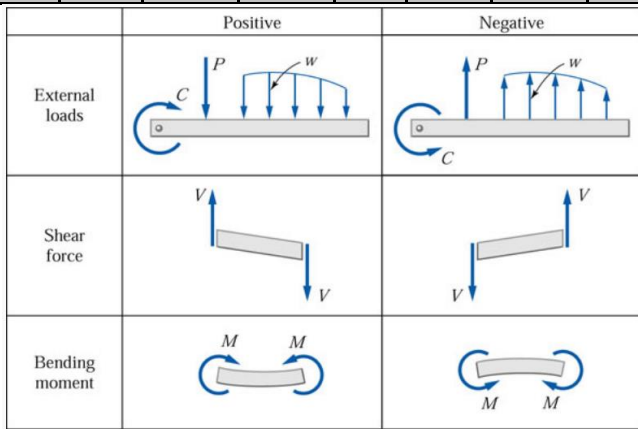 Positive
Negative
External
loads
C
P
w
P
w
C
Shear
force
V
V
V
V
Bending
moment
M
M
M
M